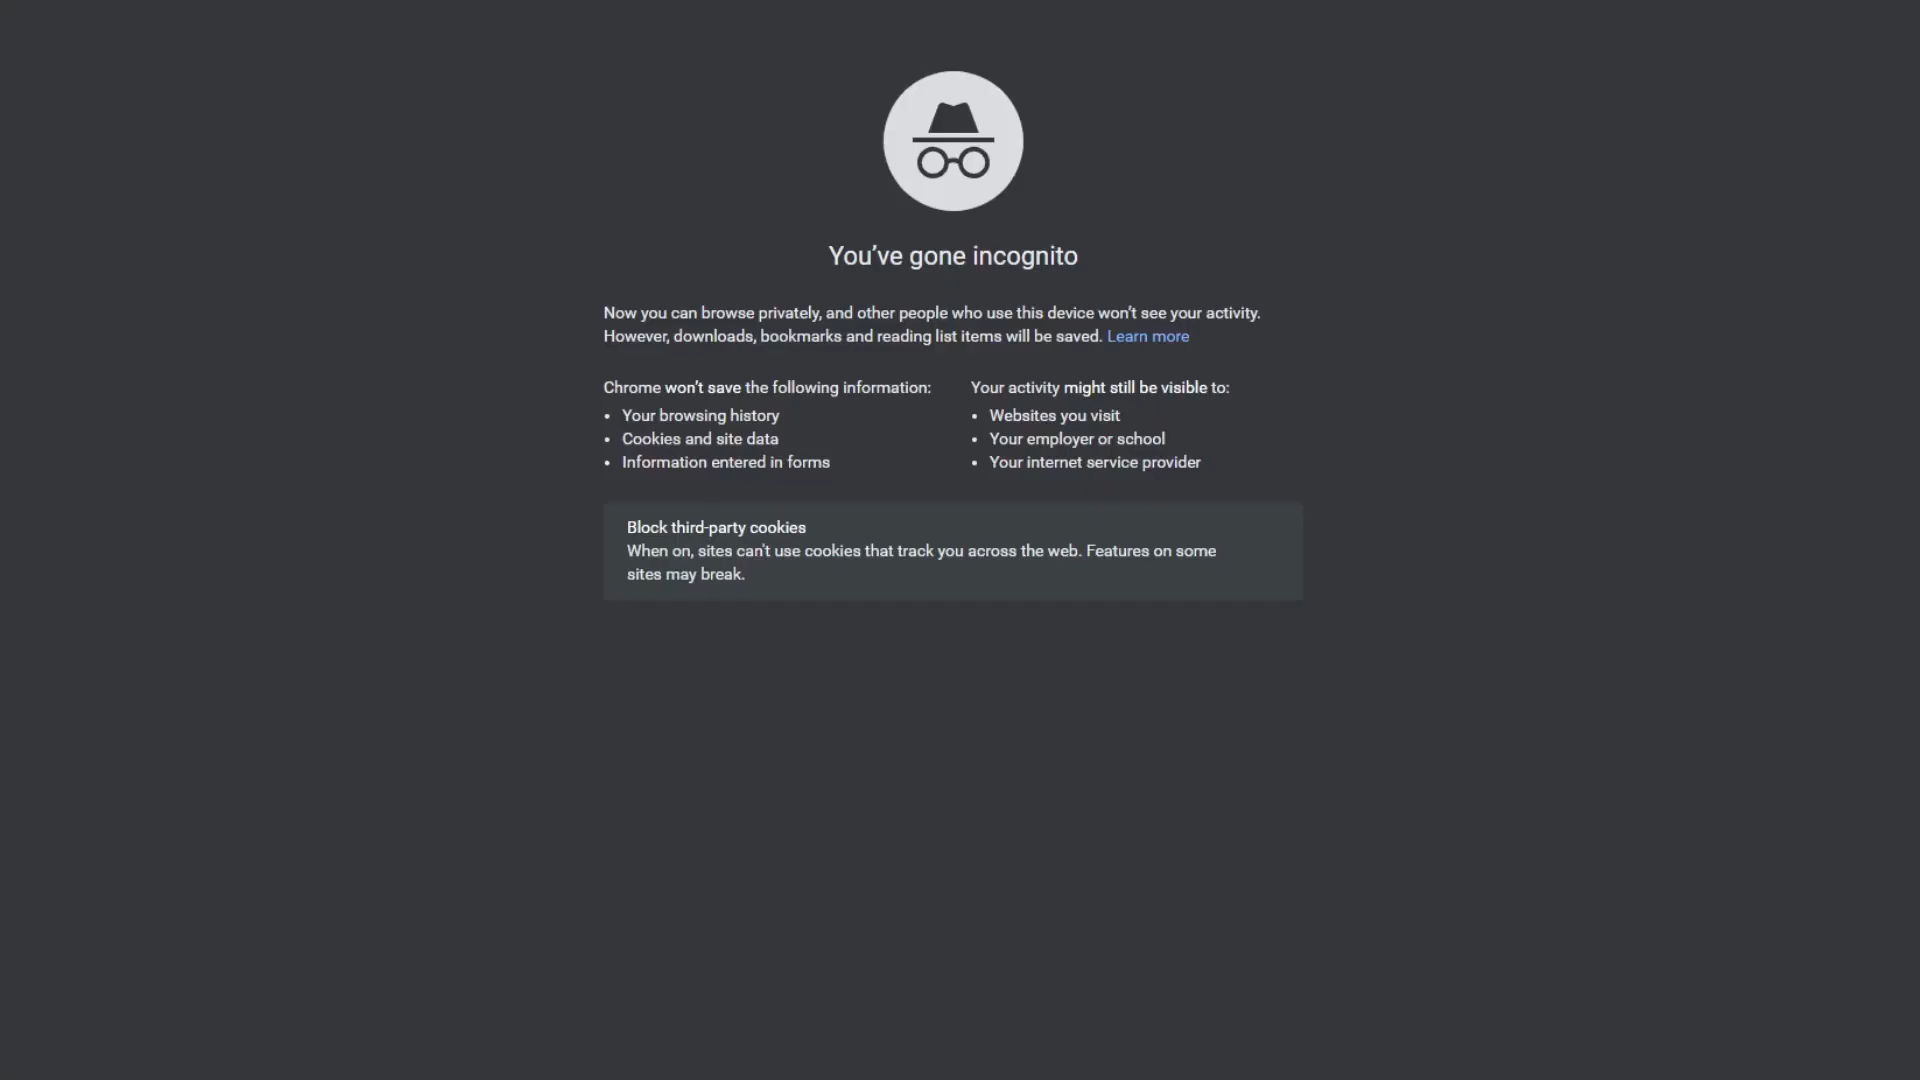 You’ve gone incognito
Now you can browse privately, and other people who use this device won’t see your activity.
However, downloads, bookmarks and reading list items will be saved. Learn more
Chrome won’t save the following information:
• Your browsing history
• Cookies and site data
• Information entered in forms
Your activity might still be visible to:
• Websites you visit
• Your employer or school
• Your internet service provider
Block third-party cookies
When on, sites can't use cookies that track you across the web. Features on some
sites may break.